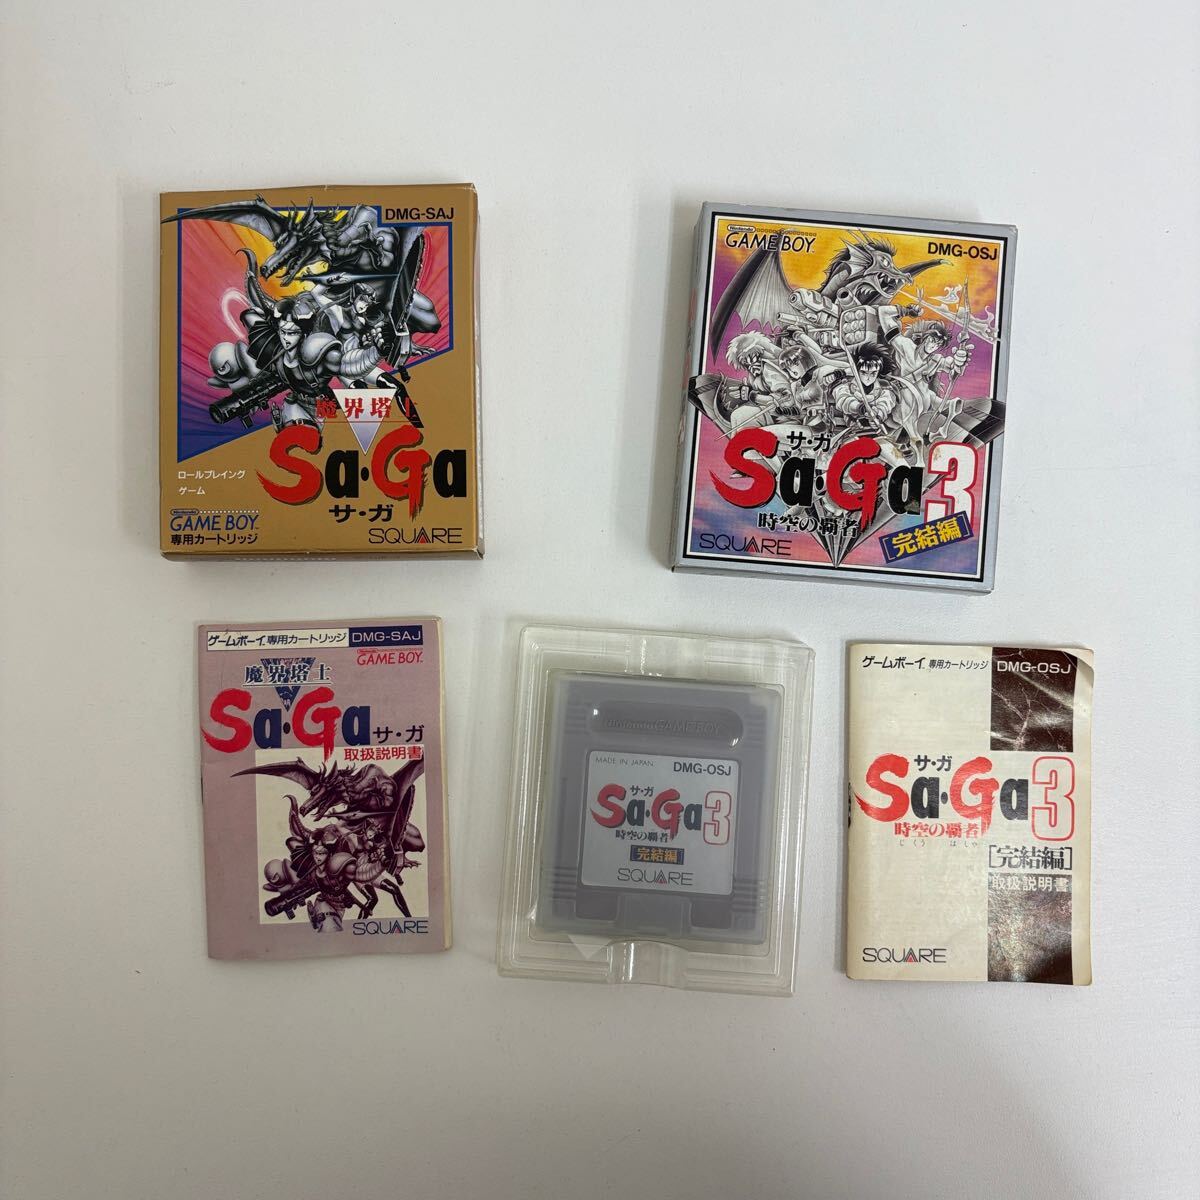 DMG-SAJ
魔界塔士
Sa・Ga
サ・ガ
ロールプレイング
ゲーム
Nintendo
GAME BOY
専用カートリッジ
SQUARE
Nintendo
GAME BOY
DMG-OSJ
サ・ガ
Sa・Ga3
時空の覇者
[完結編]
SQUARE
ゲームボーイ専用カートリッジ DMG-SAJ
Nintendo
GAME BOY
魔界塔士
Sa・Ga サ・ガ
取扱説明書
SQUARE
Nintendo GAME BOY
MADE IN JAPAN DMG-OSJ
サ・ガ
Sa・Ga3
時空の覇者
[完結編]
SQUARE
ゲームボーイ専用カートリッジ DMG-OSJ
サ・ガ
Sa・Ga3
時空の覇者
じくう はしゃ
[完結編]
取扱説明書
SQUARE